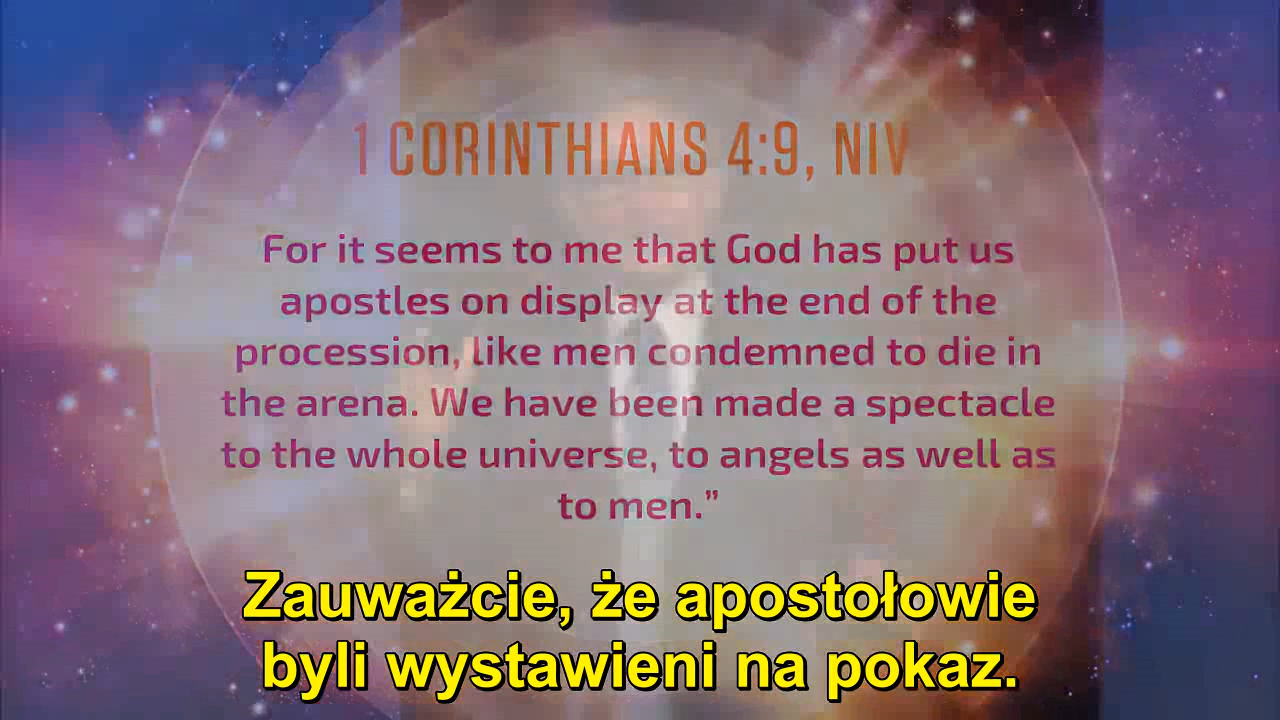 1 CORINTHIANS 4:9, NIV
For it seems to me that God has put us
apostles on display at the end of the
procession, like men condemned to die in
the arena. We have been made a spectacle
to the whole universe, to angels as well as
to men.”
Zauważcie, że apostołowie
byli wystawieni na pokaz.